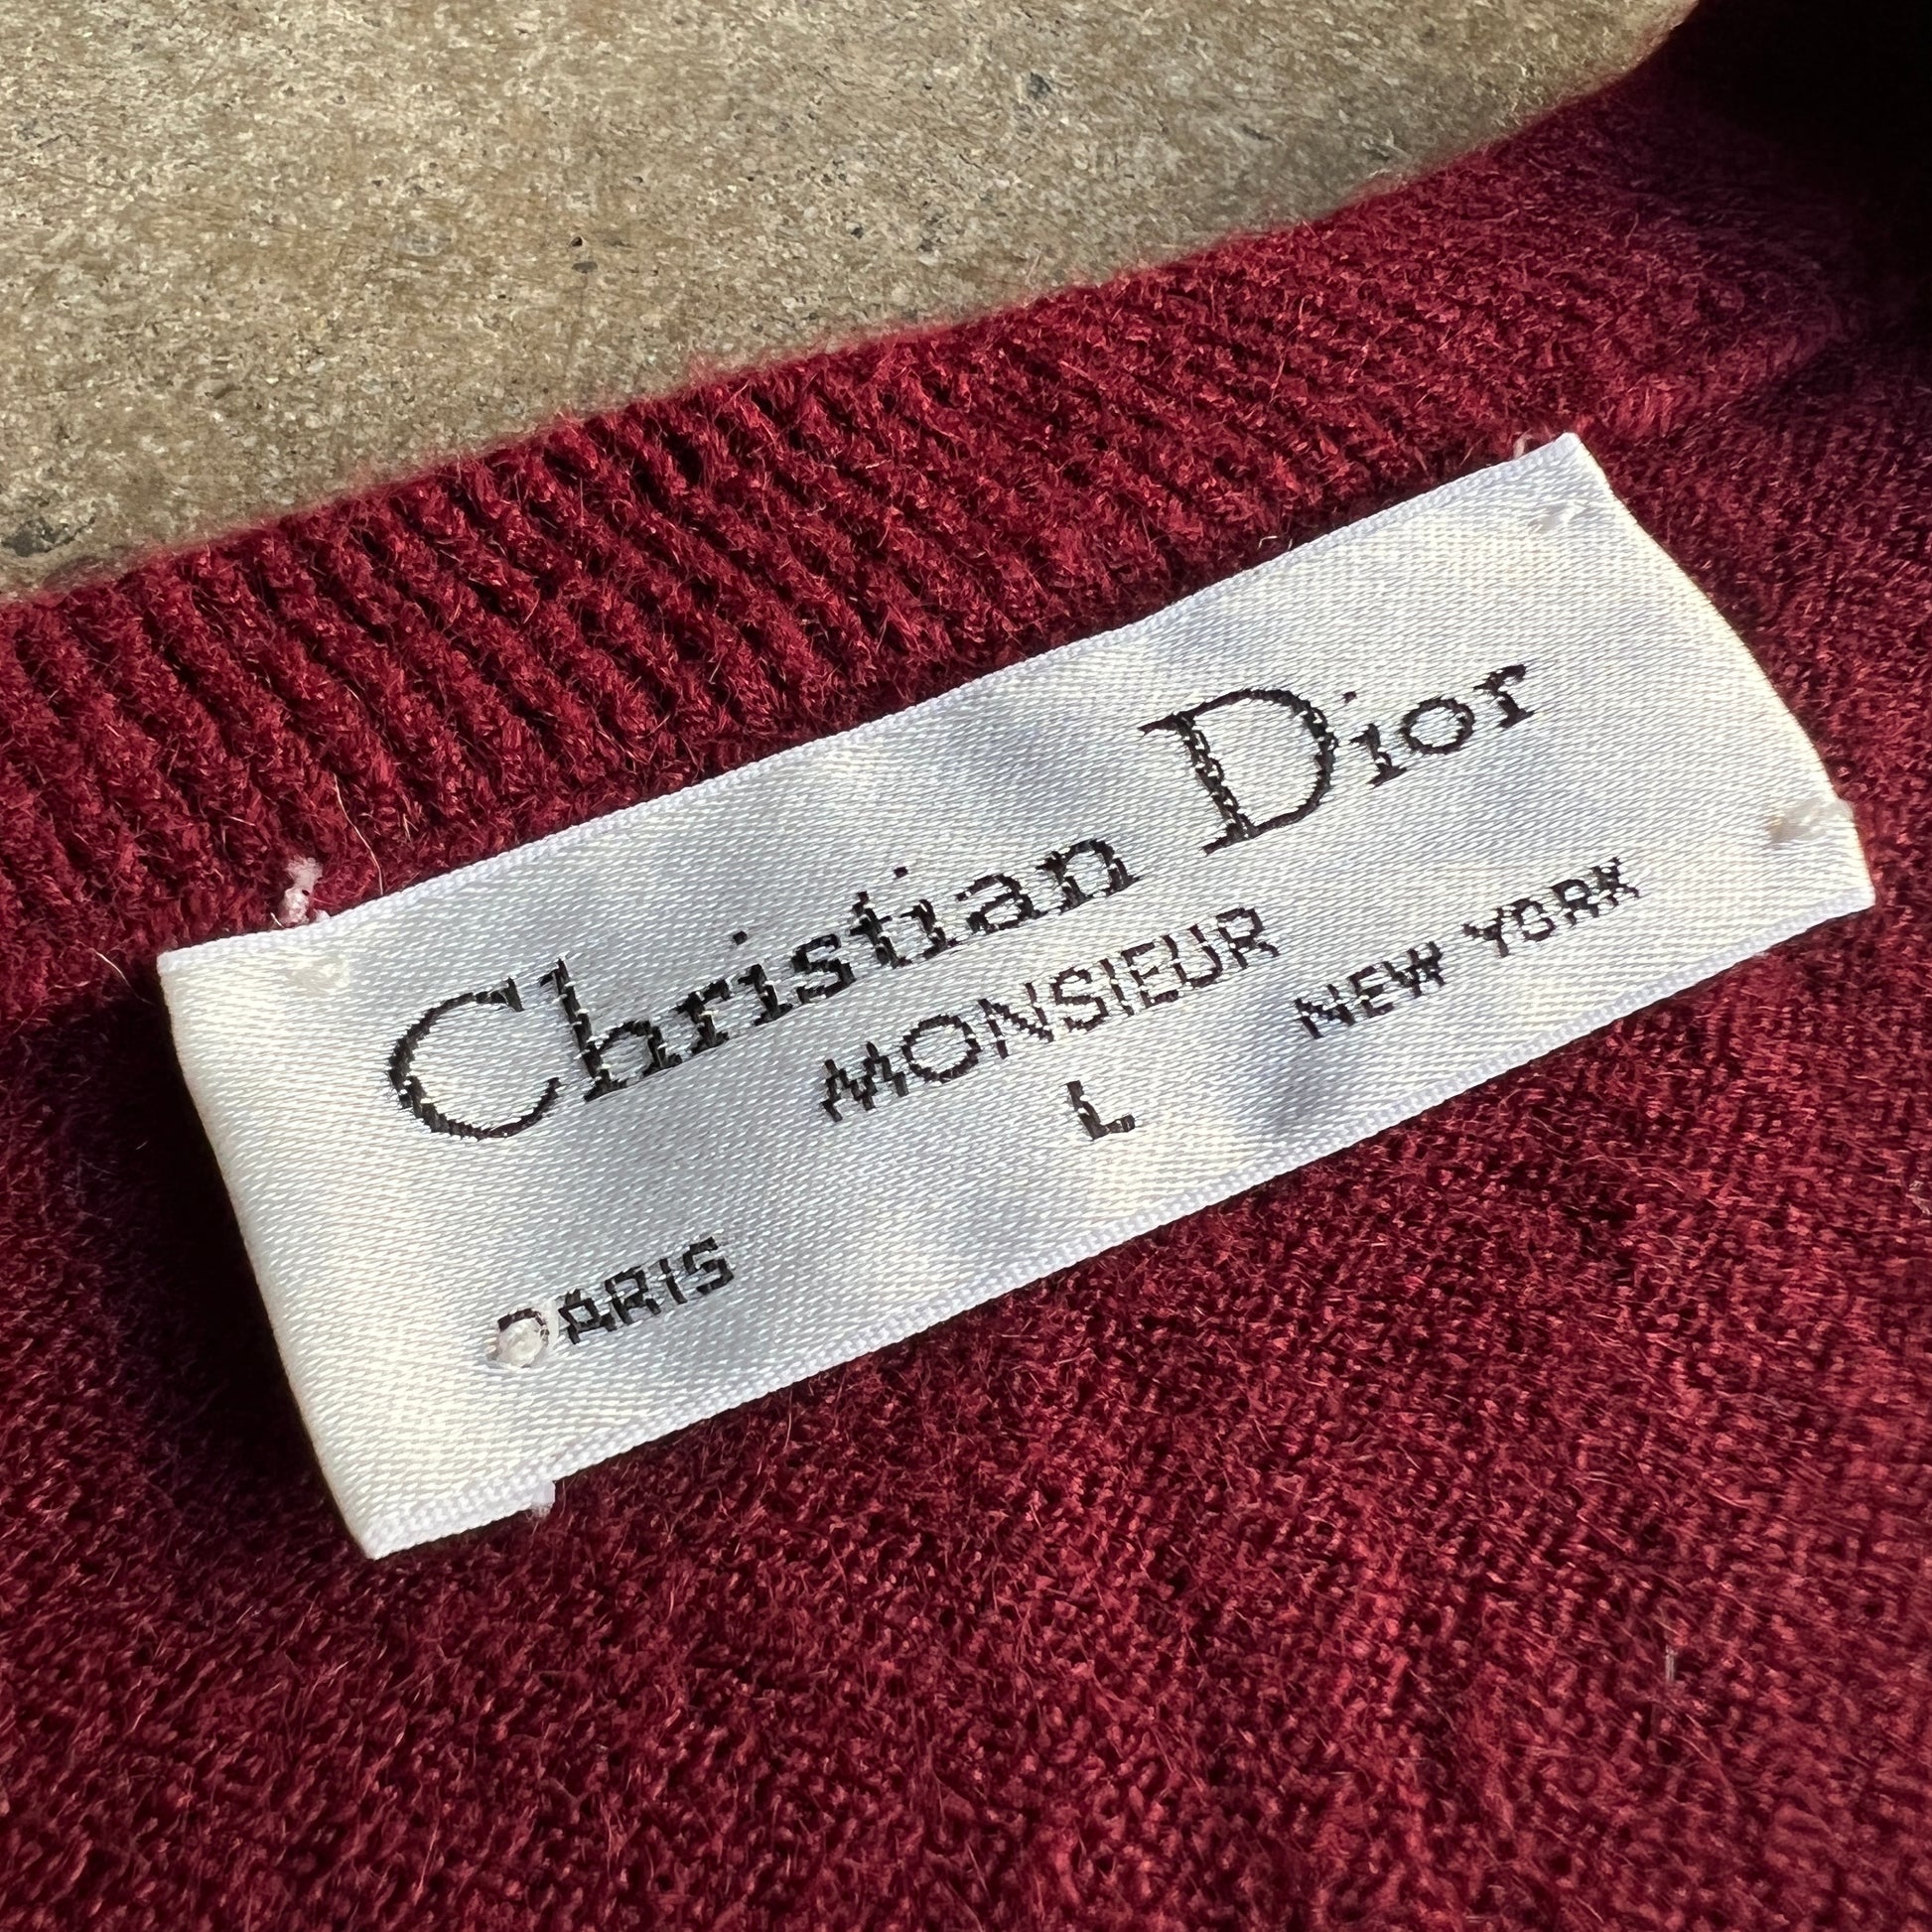 Christian Dior
MONSIEUR
PARIS L NEW YORK